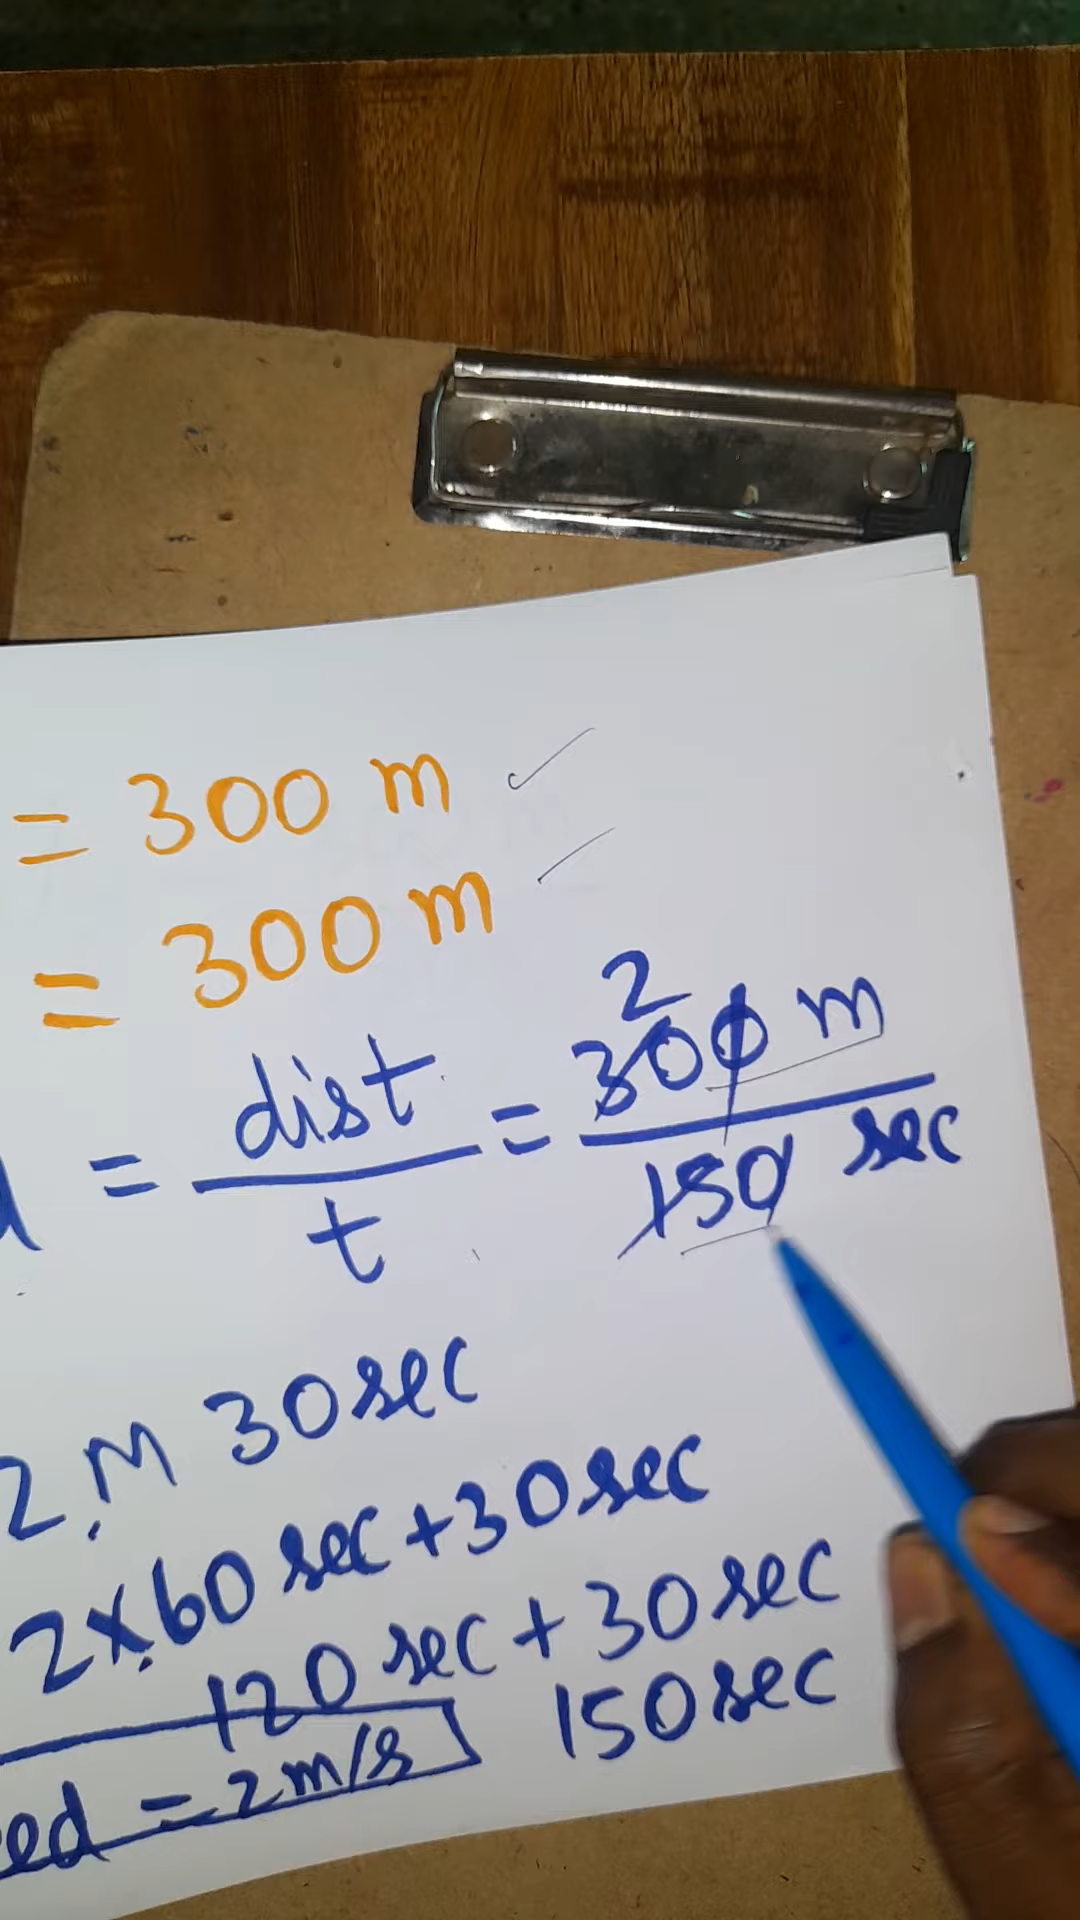 = 300 m
= 300 m
= dist/t = 300 m/150 sec
2
2 M 30 sec
2x60 sec + 30 sec
120 sec + 30 sec
150 sec
ed = 2 m/s